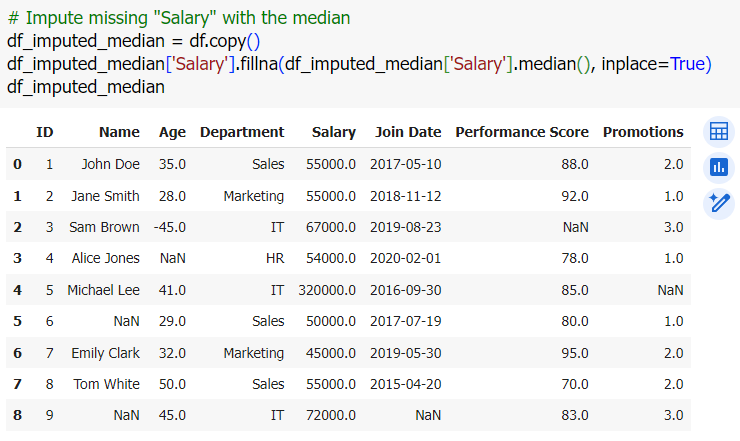 # Impute missing "Salary" with the median
df_imputed_median = df.copy()
df_imputed_median['Salary'].fillna(df_imputed_median['Salary'].median(), inplace=True)
df_imputed_median
ID Name Age Department Salary Join Date Performance Score Promotions
0 1 John Doe 35.0 Sales 55000.0 2017-05-10 88.0 2.0
1 2 Jane Smith 28.0 Marketing 55000.0 2018-11-12 92.0 1.0
2 3 Sam Brown -45.0 IT 67000.0 2019-08-23 NaN 3.0
3 4 Alice Jones NaN HR 54000.0 2020-02-01 78.0 1.0
4 5 Michael Lee 41.0 IT 320000.0 2016-09-30 85.0 NaN
5 6 NaN 29.0 Sales 50000.0 2017-07-19 80.0 1.0
6 7 Emily Clark 32.0 Marketing 45000.0 2019-05-30 95.0 2.0
7 8 Tom White 50.0 Sales 55000.0 2015-04-20 70.0 2.0
8 9 NaN 45.0 IT 72000.0 NaN 83.0 3.0